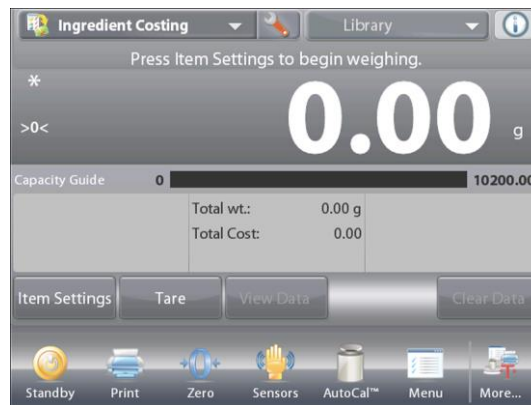 Ingredient Costing Library
Press Item Settings to begin weighing.
*
>0< 0.00 g
Capacity Guide 0 10200.00
Total wt.: 0.00 g
Total Cost: 0.00
Item Settings Tare View Data Clear Data
Standby Print Zero Sensors AutoCal™ Menu More...